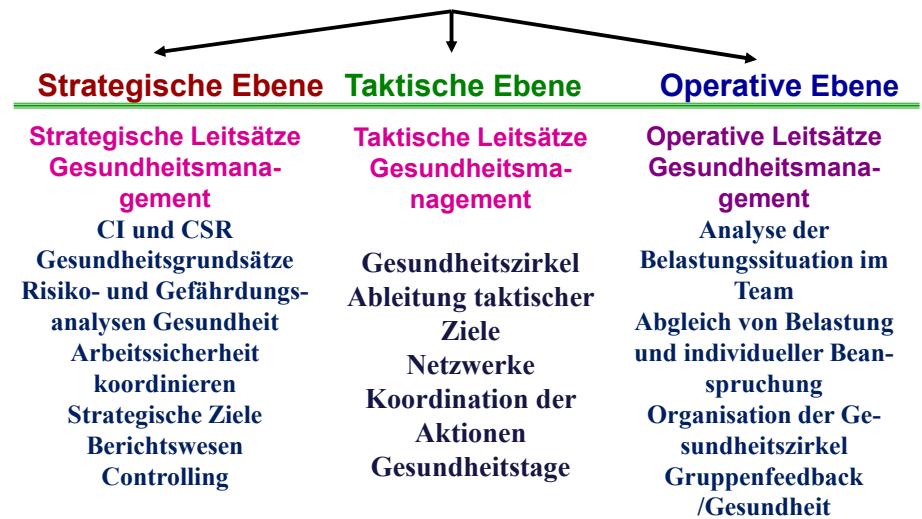 Strategische Ebene
Taktische Ebene
Operative Ebene
Strategische Leitsätze
Gesundheitsmana-
gement
CI und CSR
Gesundheitsgrundsätze
Risiko- und Gefährdungs-
analysen Gesundheit
Arbeitssicherheit
koordinieren
Strategische Ziele
Berichtswesen
Controlling
Taktische Leitsätze
Gesundheitsma-
nagement
Gesundheitszirkel
Ableitung taktischer
Ziele
Netzwerke
Koordination der
Aktionen
Gesundheitstage
Operative Leitsätze
Gesundheitsmana-
gement
Analyse der
Belastungssituation im
Team
Abgleich von Belastung
und individueller Bean-
spruchung
Organisation der Ge-
sundheitszirkel
Gruppenfeedback
/Gesundheit